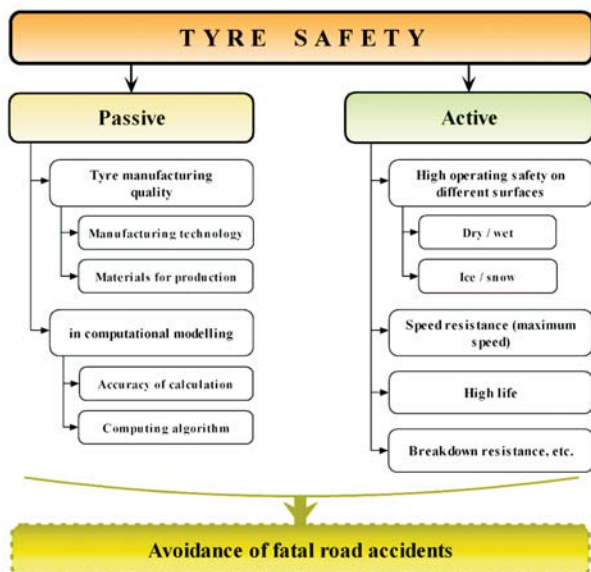 TYRE SAFETY
Passive
Tyre manufacturing
quality
Manufacturing technology
Materials for production
in computational modelling
Accuracy of calculation
Computing algorithm
Active
High operating safety on
different surfaces
Dry / wet
Ice / snow
Speed resistance (maximum
speed)
High life
Breakdown resistance, etc.
Avoidance of fatal road accidents